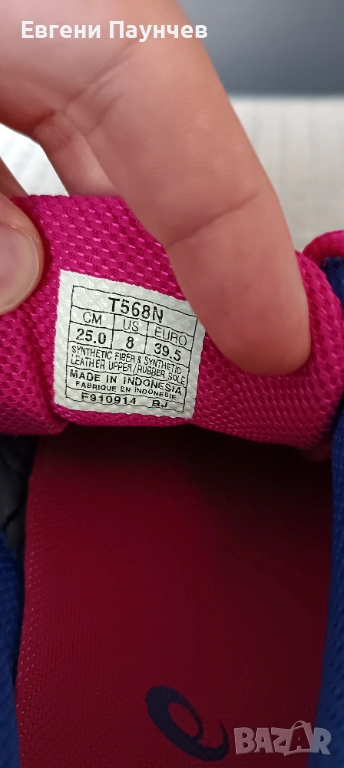 Евгени Паунчев
T568N
CM US EURO
25.0 8 39.5
SYNTHETIC FIBER & SYNTHETIC
LEATHER UPPER/RUBBER SOLE
MADE IN INDONESIA
FABRIQUE EN INDONESIE
F910914 BJ
BAZAR